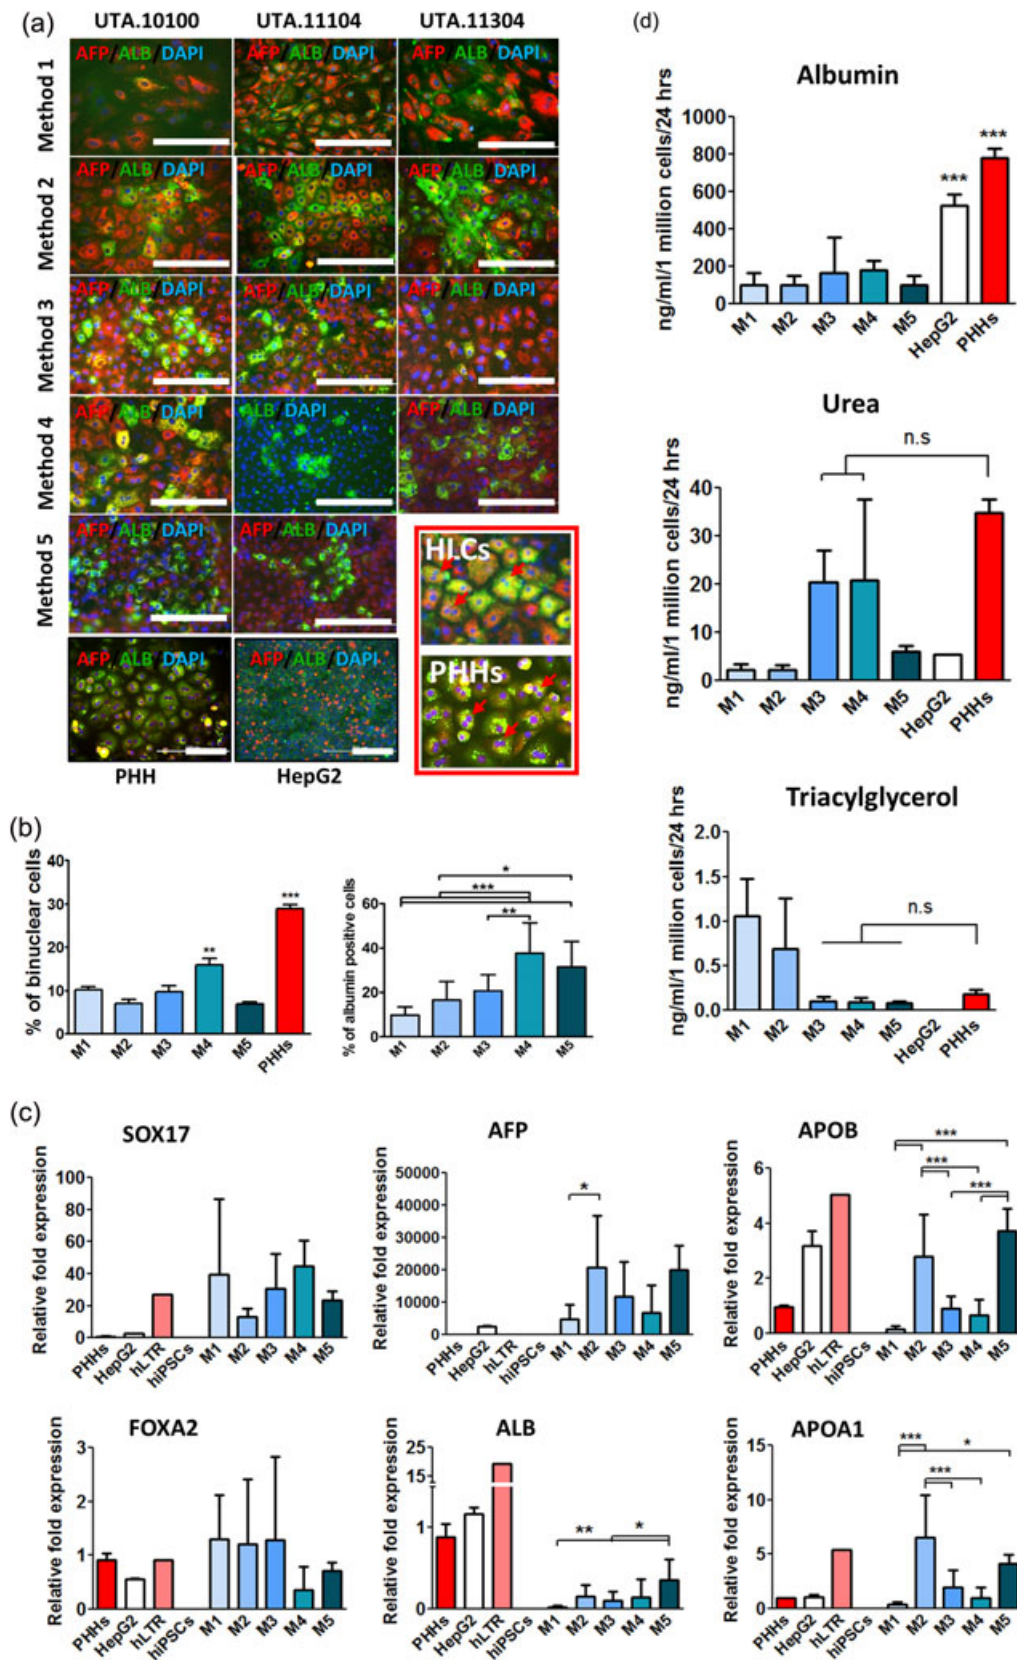 (a)
UTA.10100 UTA.11104 UTA.11304
Method 1
AFP/ALB/DAPI AFP/ALB/DAPI AFP/ALB/DAPI
Method 2
AFP/ALB/DAPI AFP/ALB/DAPI AFP/ALB/DAPI
Method 3
AFP/ALB/DAPI AFP/ALB/DAPI AFP/ALB/DAPI
Method 4
AFP/ALB/DAPI ALB/DAPI AFP/ALB/DAPI
Method 5
AFP/ALB/DAPI AFP/ALB/DAPI
HLCs
PHHs
AFP/ALB/DAPI AFP/ALB/DAPI
PHH HepG2
(b)
% of binuclear cells
40
30
20
10
0
**
***
M1 M2 M3 M4 M5 PHHs
% of albumin positive cells
60
40
20
0
*
***
**
M1 M2 M3 M4 M5
(c)
SOX17
Relative fold expression
100
80
60
40
20
0
PHHs HepG2 hLTR hiPSCs M1 M2 M3 M4 M5
AFP
Relative fold expression
50000
40000
30000
20000
10000
0
*
PHHs HepG2 hLTR hiPSCs M1 M2 M3 M4 M5
APOB
Relative fold expression
6
4
2
0
***
***
***
PHHs HepG2 hLTR hiPSCs M1 M2 M3 M4 M5
FOXA2
Relative fold expression
3
2
1
0
PHHs HepG2 hLTR hiPSCs M1 M2 M3 M4 M5
ALB
Relative fold expression
25
15
1
0
**
*
PHHs HepG2 hLTR hiPSCs M1 M2 M3 M4 M5
APOA1
Relative fold expression
15
10
5
0
***
*
***
PHHs HepG2 hLTR hiPSCs M1 M2 M3 M4 M5
(d)
Albumin
ng/ml/1 million cells/24 hrs
1000
800
600
400
200
0
***
***
M1 M2 M3 M4 M5 HepG2 PHHs
Urea
ng/ml/1 million cells/24 hrs
40
30
20
10
0
n.s
M1 M2 M3 M4 M5 HepG2 PHHs
Triacylglycerol
ng/ml/1 million cells/24 hrs
2.0
1.5
1.0
0.5
0.0
n.s
M1 M2 M3 M4 M5 HepG2 PHHs